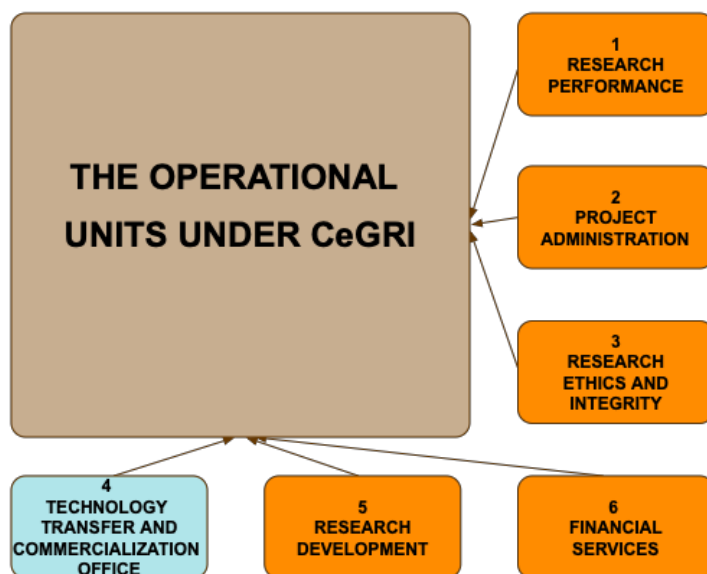 THE OPERATIONAL
UNITS UNDER CeGRI
1
RESEARCH
PERFORMANCE
2
PROJECT
ADMINISTRATION
3
RESEARCH
ETHICS AND
INTEGRITY
4
TECHNOLOGY
TRANSFER AND
COMMERCIALIZATION
OFFICE
5
RESEARCH
DEVELOPMENT
6
FINANCIAL
SERVICES